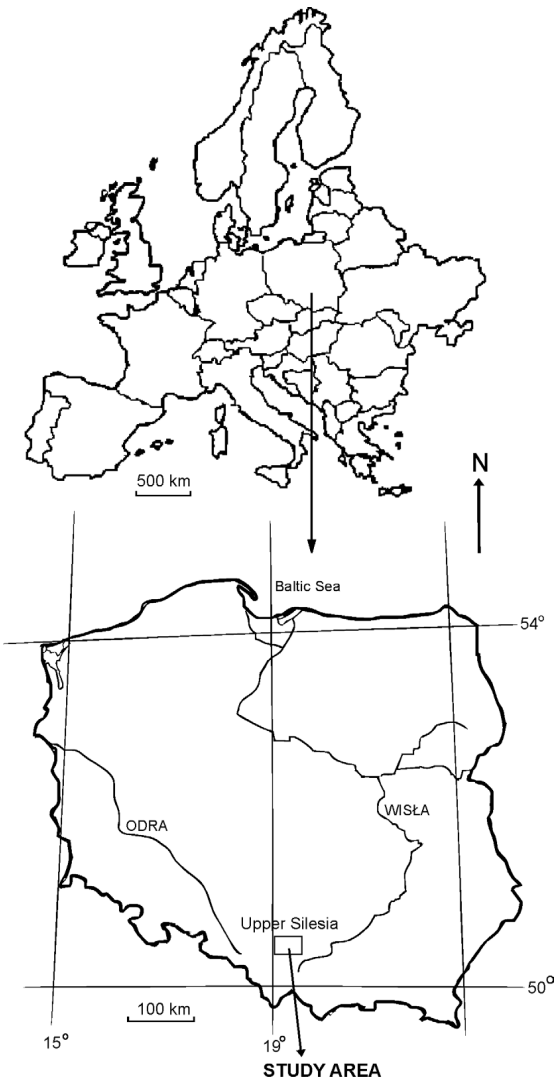 500 km
N
Baltic Sea
54°
ODRA
WISŁA
Upper Silesia
50°
100 km
15°
19°
STUDY AREA